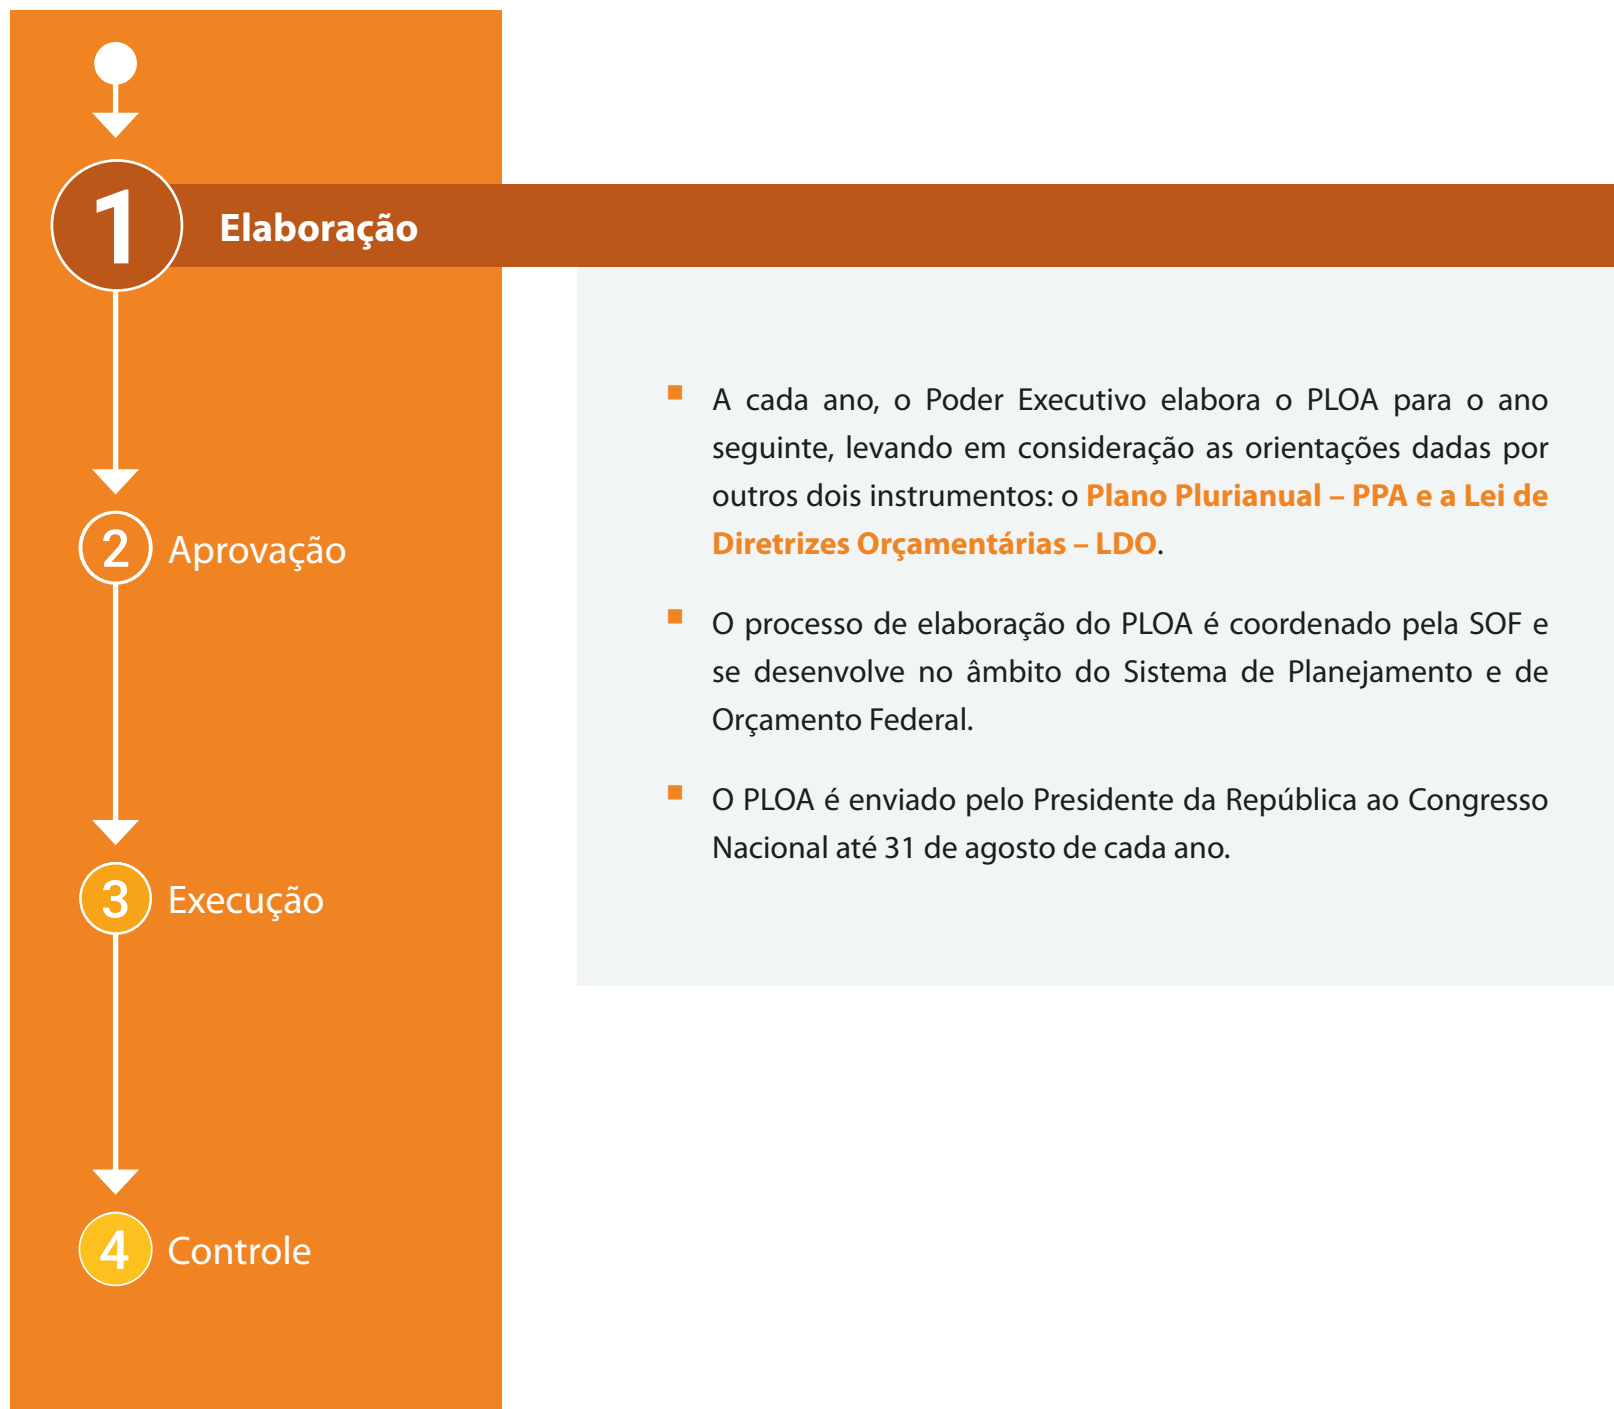 1
Elaboração
A cada ano, o Poder Executivo elabora o PLOA para o ano
seguinte, levando em consideração as orientações dadas por
outros dois instrumentos: o Plano Plurianual – PPA e a Lei de
Diretrizes Orçamentárias – LDO.
O processo de elaboração do PLOA é coordenado pela SOF e
se desenvolve no âmbito do Sistema de Planejamento e de
Orçamento Federal.
O PLOA é enviado pelo Presidente da República ao Congresso
Nacional até 31 de agosto de cada ano.
2 Aprovação
3 Execução
4 Controle